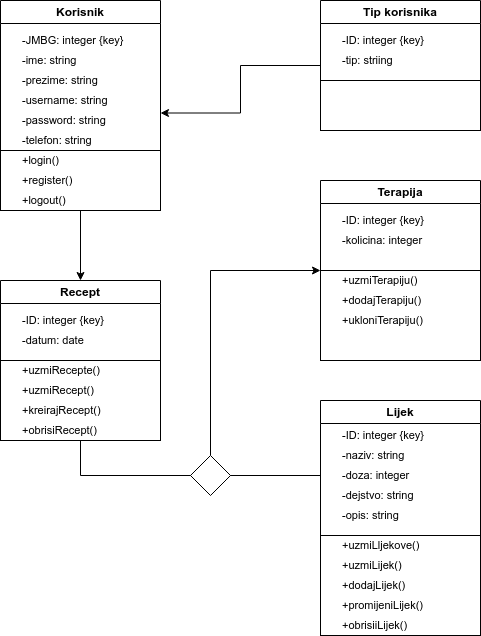 Korisnik
-JMBG: integer {key}
-ime: string
-prezime: string
-username: string
-password: string
-telefon: string
+login()
+register()
+logout()
Tip korisnika
-ID: integer {key}
-tip: striing
Terapija
-ID: integer {key}
-kolicina: integer
+uzmiTerapiju()
+dodajTerapiju()
+ukloniTerapiju()
Recept
-ID: integer {key}
-datum: date
+uzmiRecepte()
+uzmiRecept()
+kreirajRecept()
+obrisiRecept()
Lijek
-ID: integer {key}
-naziv: string
-doza: integer
-dejstvo: string
-opis: string
+uzmiLIjekove()
+uzmiLijek()
+dodajLijek()
+promijeniLijek()
+obrisiiLijek()